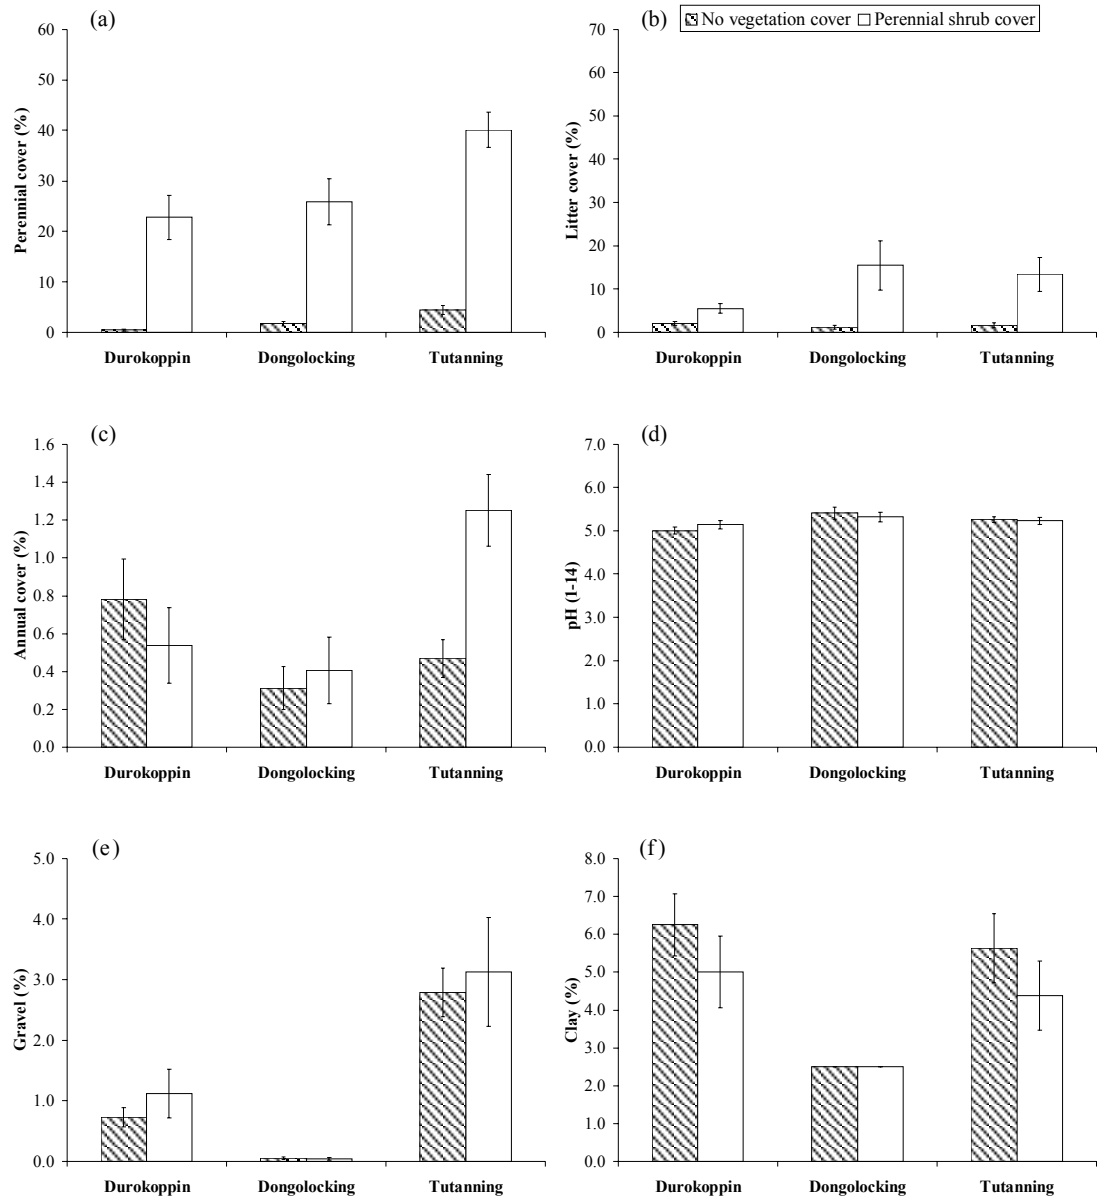 (a)
60
50
40
30
20
10
0
Perennial cover (%)
Durokoppin Dongolocking Tutanning
(b)
No vegetation cover Perennial shrub cover
70
60
50
40
30
20
10
0
Litter cover (%)
Durokoppin Dongolocking Tutanning
(c)
1.6
1.4
1.2
1.0
0.8
0.6
0.4
0.2
0.0
Annual cover (%)
Durokoppin Dongolocking Tutanning
(d)
7.0
6.0
5.0
4.0
3.0
2.0
1.0
0.0
pH (1-14)
Durokoppin Dongolocking Tutanning
(e)
5.0
4.0
3.0
2.0
1.0
0.0
Gravel (%)
Durokoppin Dongolocking Tutanning
(f)
8.0
7.0
6.0
5.0
4.0
3.0
2.0
1.0
0.0
Clay (%)
Durokoppin Dongolocking Tutanning